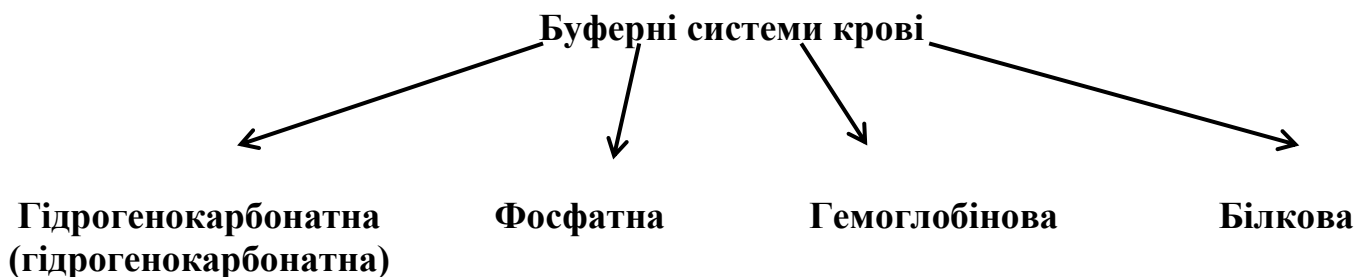 Буферні системи крові
Гідрогенокарбонатна Фосфатна Гемоглобінова Білкова
(гідрогенокарбонатна)